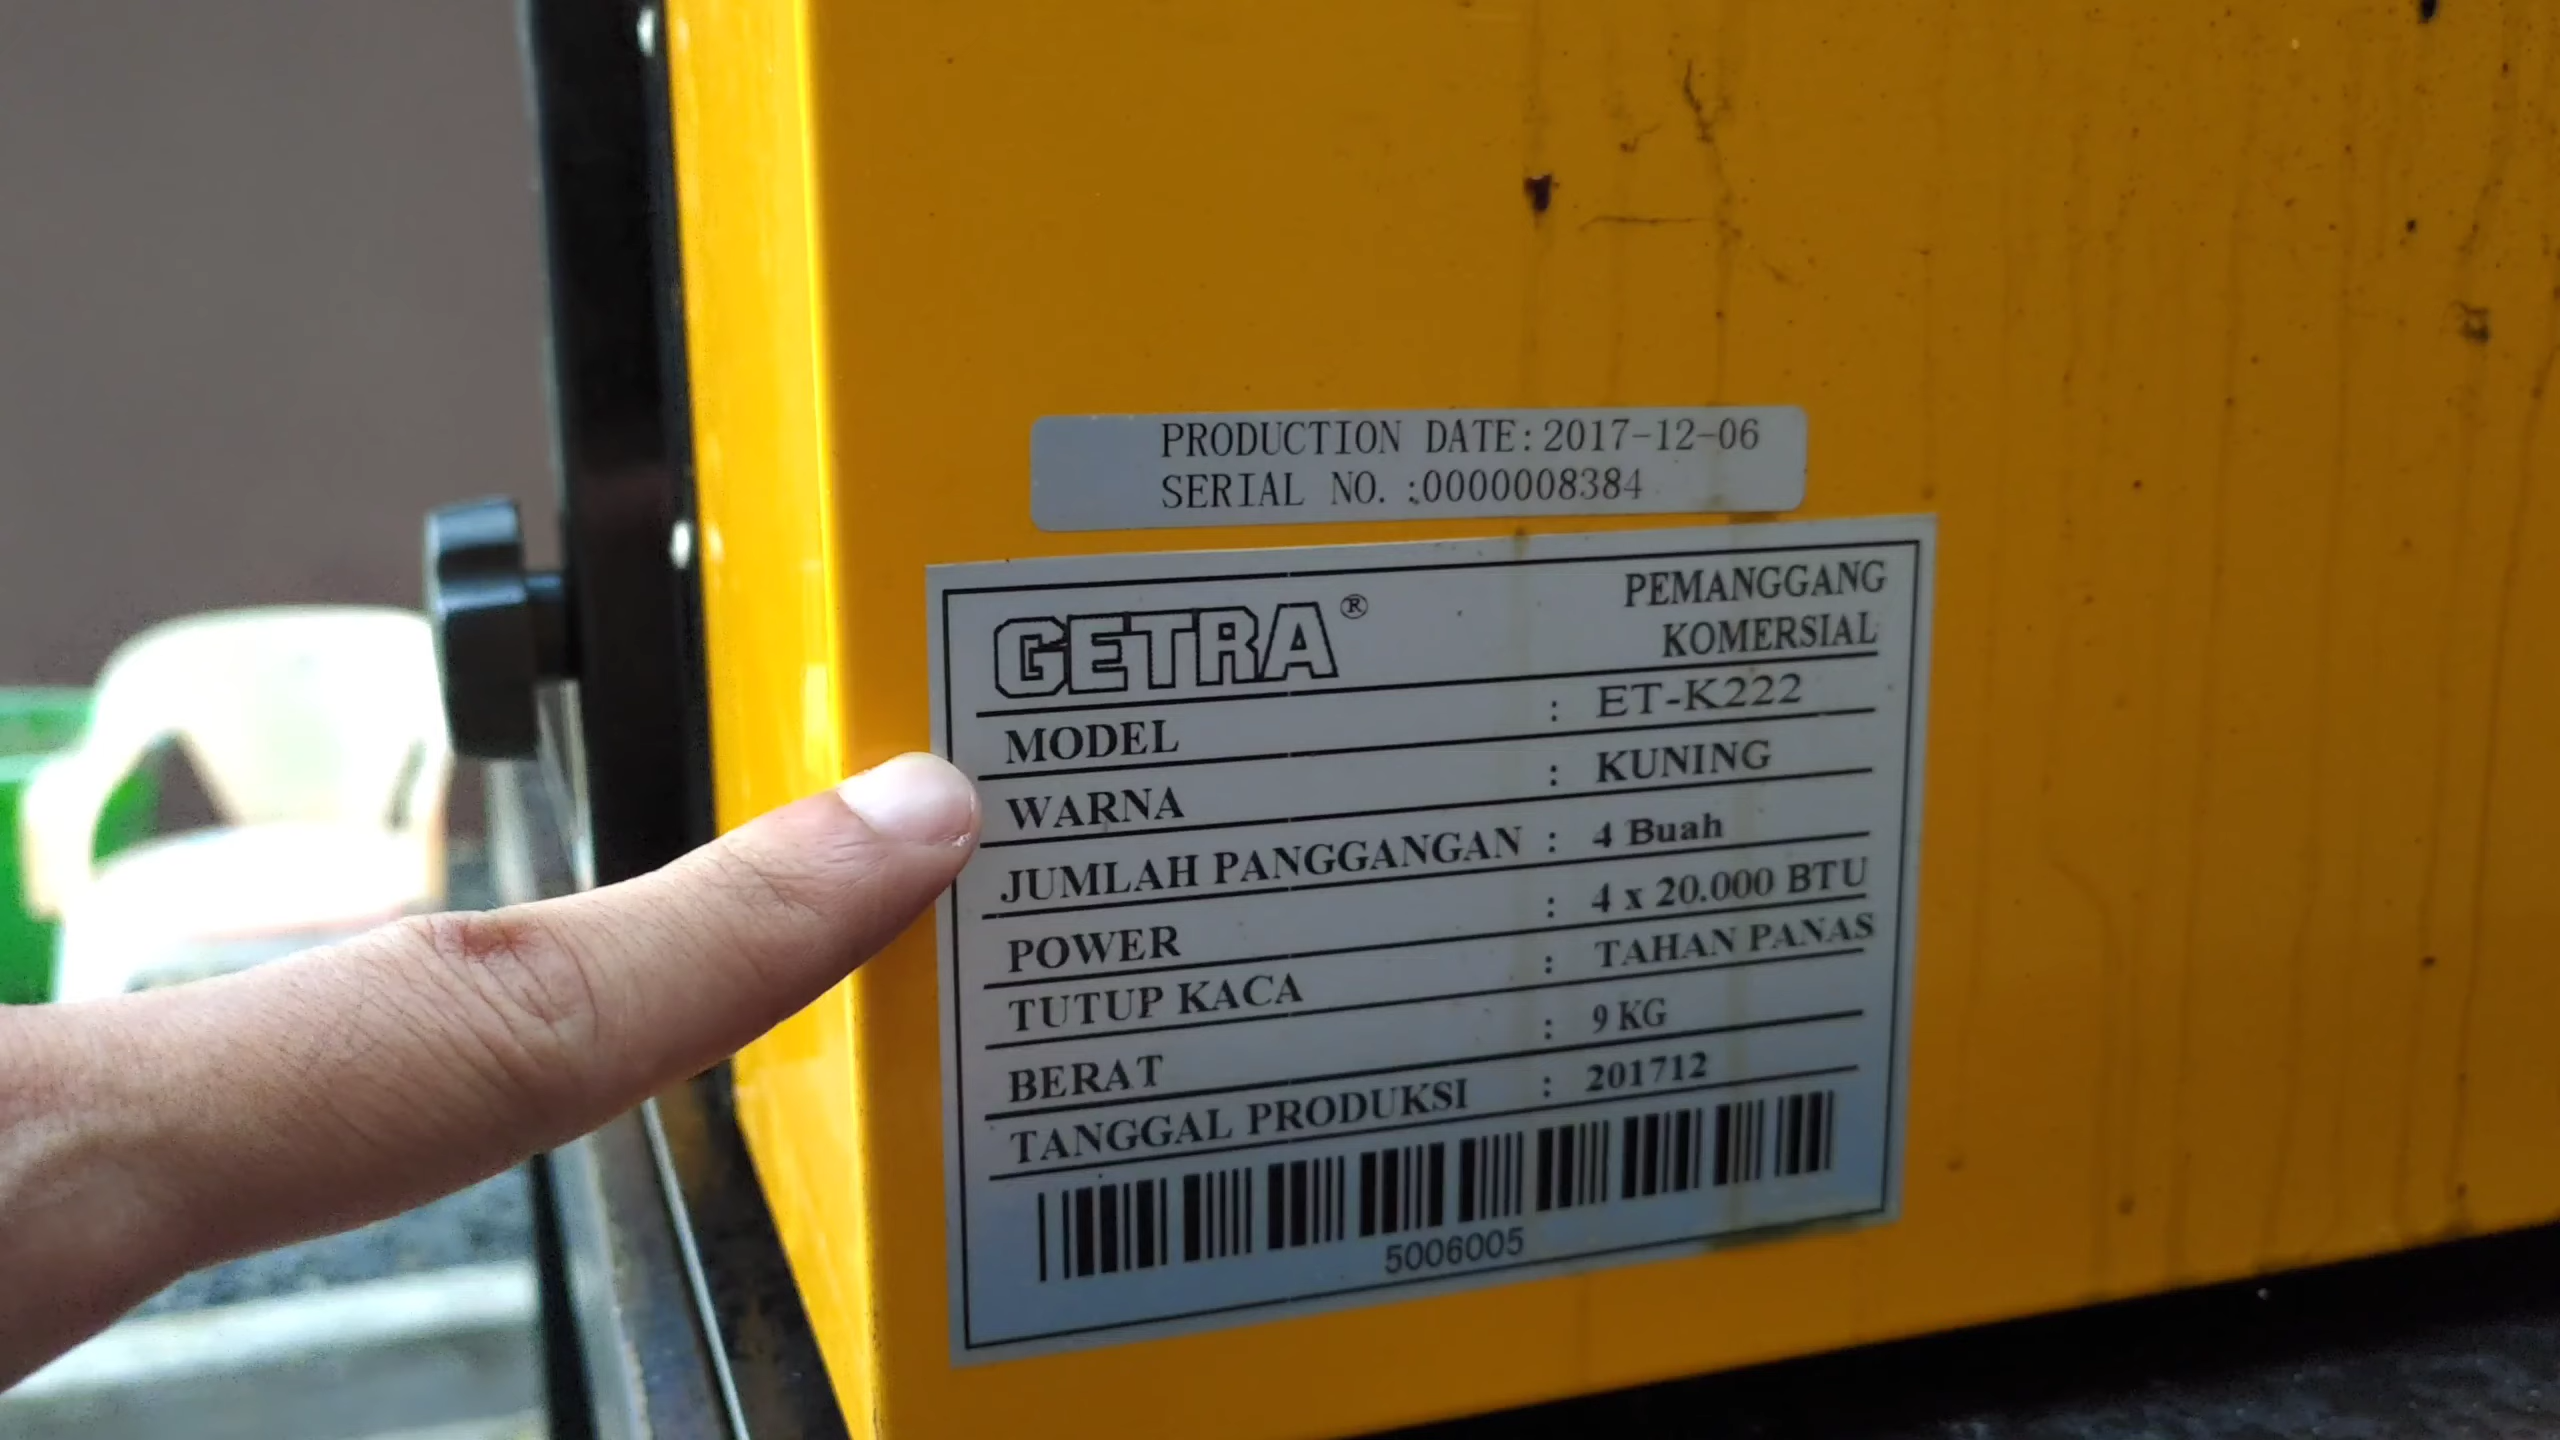 PRODUCTION DATE:2017-12-06
SERIAL NO. :0000008384
GETRA®
PEMANGGANG
KOMERSIAL
MODEL : ET-K222
WARNA : KUNING
JUMLAH PANGGANGAN : 4 Buah
POWER : 4 x 20.000 BTU
TUTUP KACA : TAHAN PANAS
BERAT : 9 KG
TANGGAL PRODUKSI : 201712
5006005